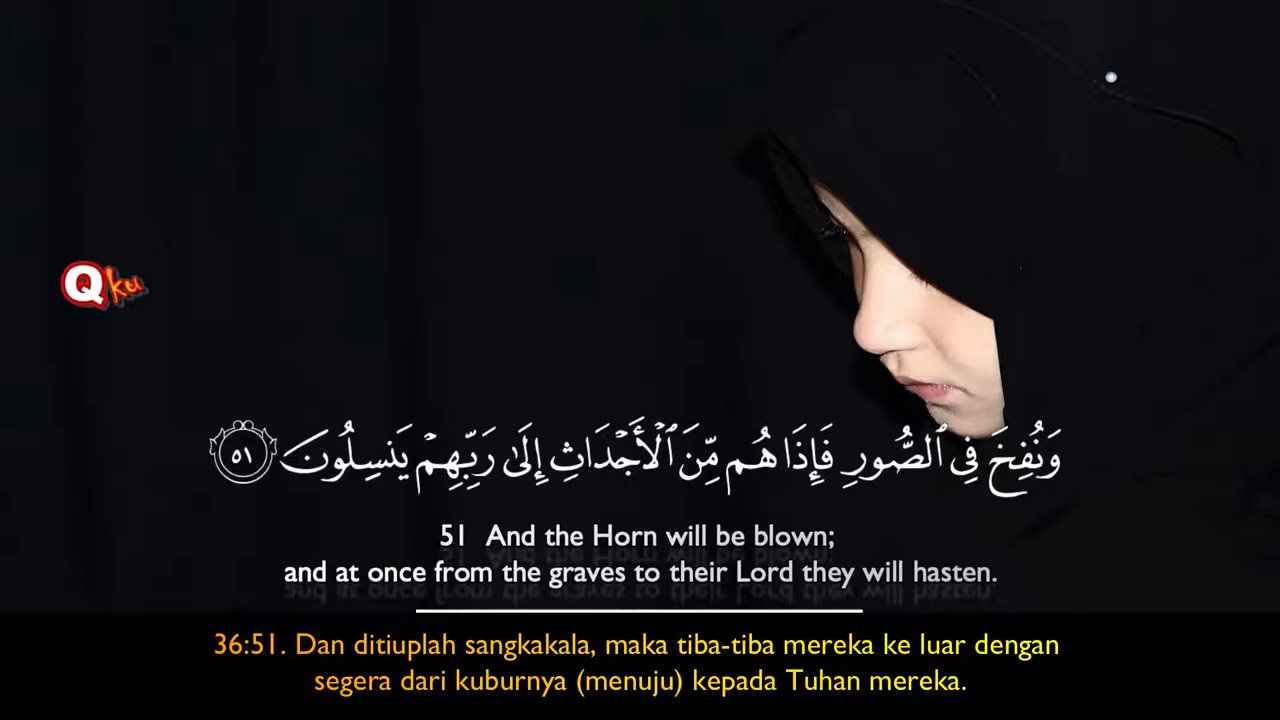 Qku
وَنُفِخَ فِي ٱلصُّورِ فَإِذَا هُم مِّنَ ٱلْأَجْدَاثِ إِلَىٰ رَبِّهِمْ يَنسِلُونَ ٥١
51 And the Horn will be blown;
and at once from the graves to their Lord they will hasten.
36:51. Dan ditiuplah sangkakala, maka tiba-tiba mereka ke luar dengan
segera dari kuburnya (menuju) kepada Tuhan mereka.